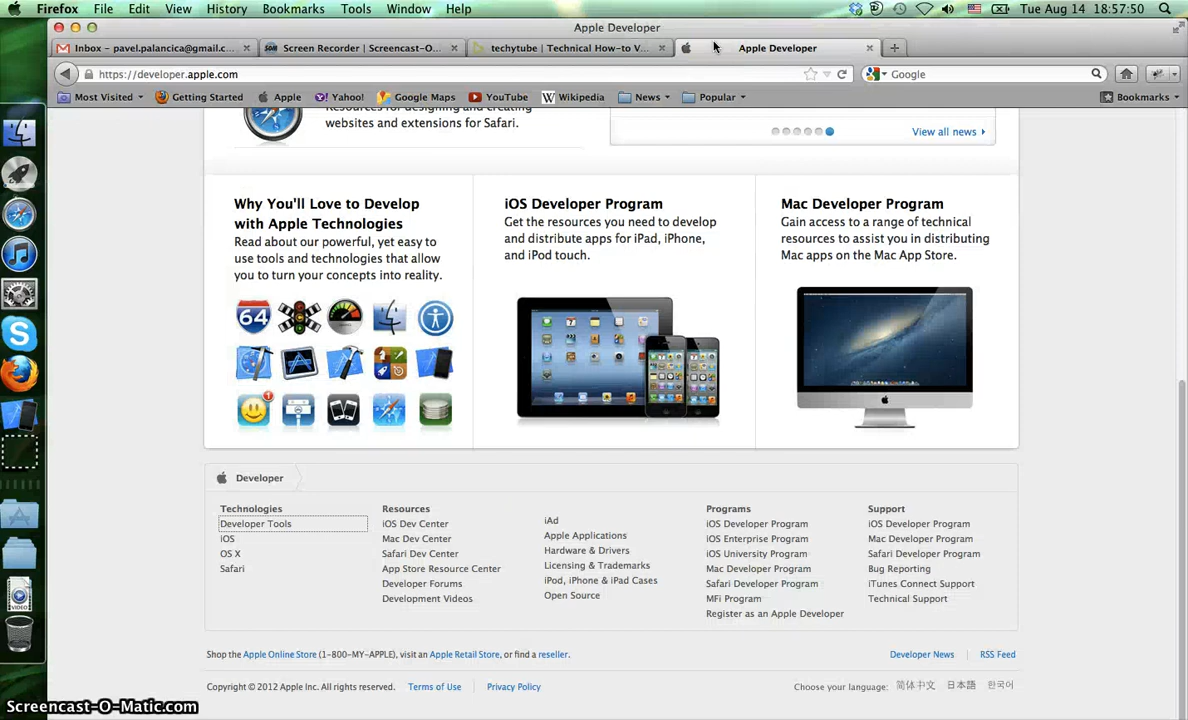 Firefox File Edit View History Bookmarks Tools Window Help Tue Aug 14 18:57:50
Apple Developer
Inbox - pavel.palancica@gmail.c... Screen Recorder | Screencast-O... techytube | Technical How-to V... Apple Developer
https://developer.apple.com Google
Most Visited Getting Started Apple Yahoo! Google Maps YouTube Wikipedia News Popular Bookmarks
websites and extensions for Safari.
View all news
Why You'll Love to Develop
with Apple Technologies
Read about our powerful, yet easy to
use tools and technologies that allow
you to turn your concepts into reality.
64
1
iOS Developer Program
Get the resources you need to develop
and distribute apps for iPad, iPhone,
and iPod touch.
Mac Developer Program
Gain access to a range of technical
resources to assist you in distributing
Mac apps on the Mac App Store.
Developer
Technologies
Developer Tools
iOS
OS X
Safari
Resources
iOS Dev Center
Mac Dev Center
Safari Dev Center
App Store Resource Center
Developer Forums
Development Videos
iAd
Apple Applications
Hardware & Drivers
Licensing & Trademarks
iPod, iPhone & iPad Cases
Open Source
Programs
iOS Developer Program
iOS Enterprise Program
iOS University Program
Mac Developer Program
Safari Developer Program
MFi Program
Register as an Apple Developer
Support
iOS Developer Program
Mac Developer Program
Safari Developer Program
Bug Reporting
iTunes Connect Support
Technical Support
Shop the Apple Online Store (1-800-MY-APPLE), visit an Apple Retail Store, or find a reseller. Developer News RSS Feed
Copyright © 2012 Apple Inc. All rights reserved. Terms of Use Privacy Policy Choose your language: 简体中文 日本語 한국어
Screencast-O-Matic.com